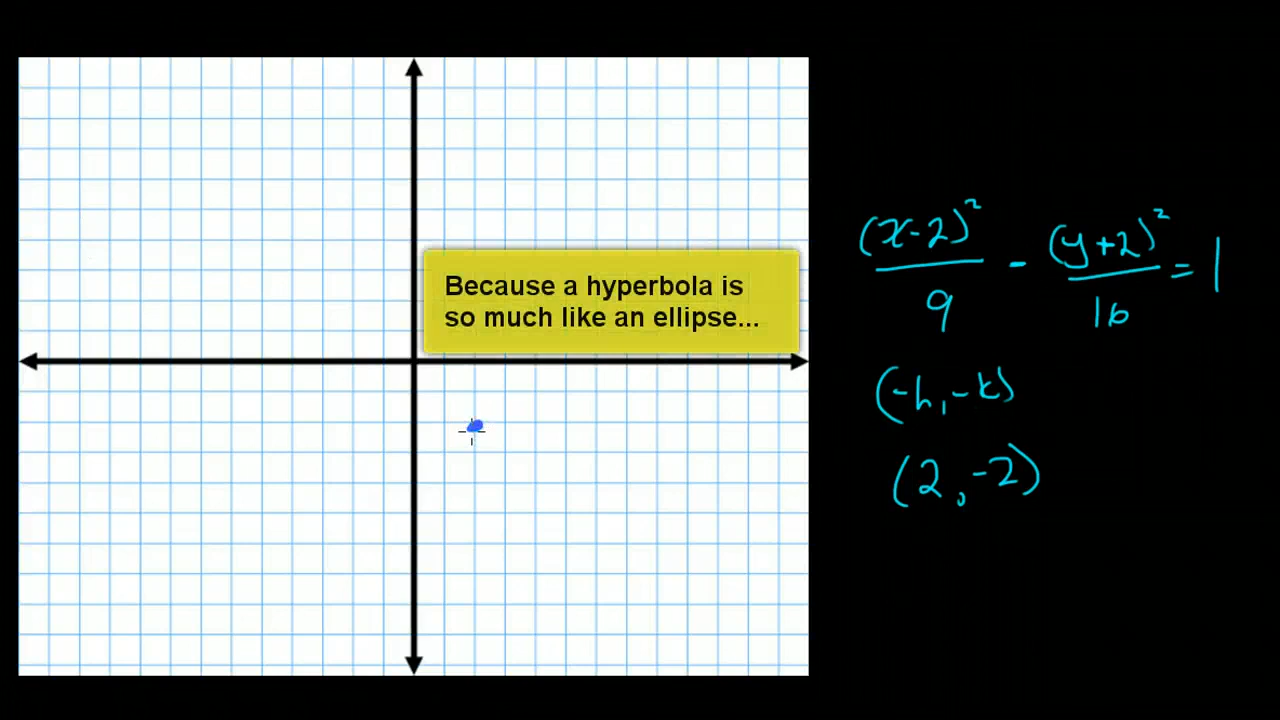 Because a hyperbola is
so much like an ellipse...
(x-2)²/9 - (y+2)²/16 = 1
(-h, -k)
(2, -2)